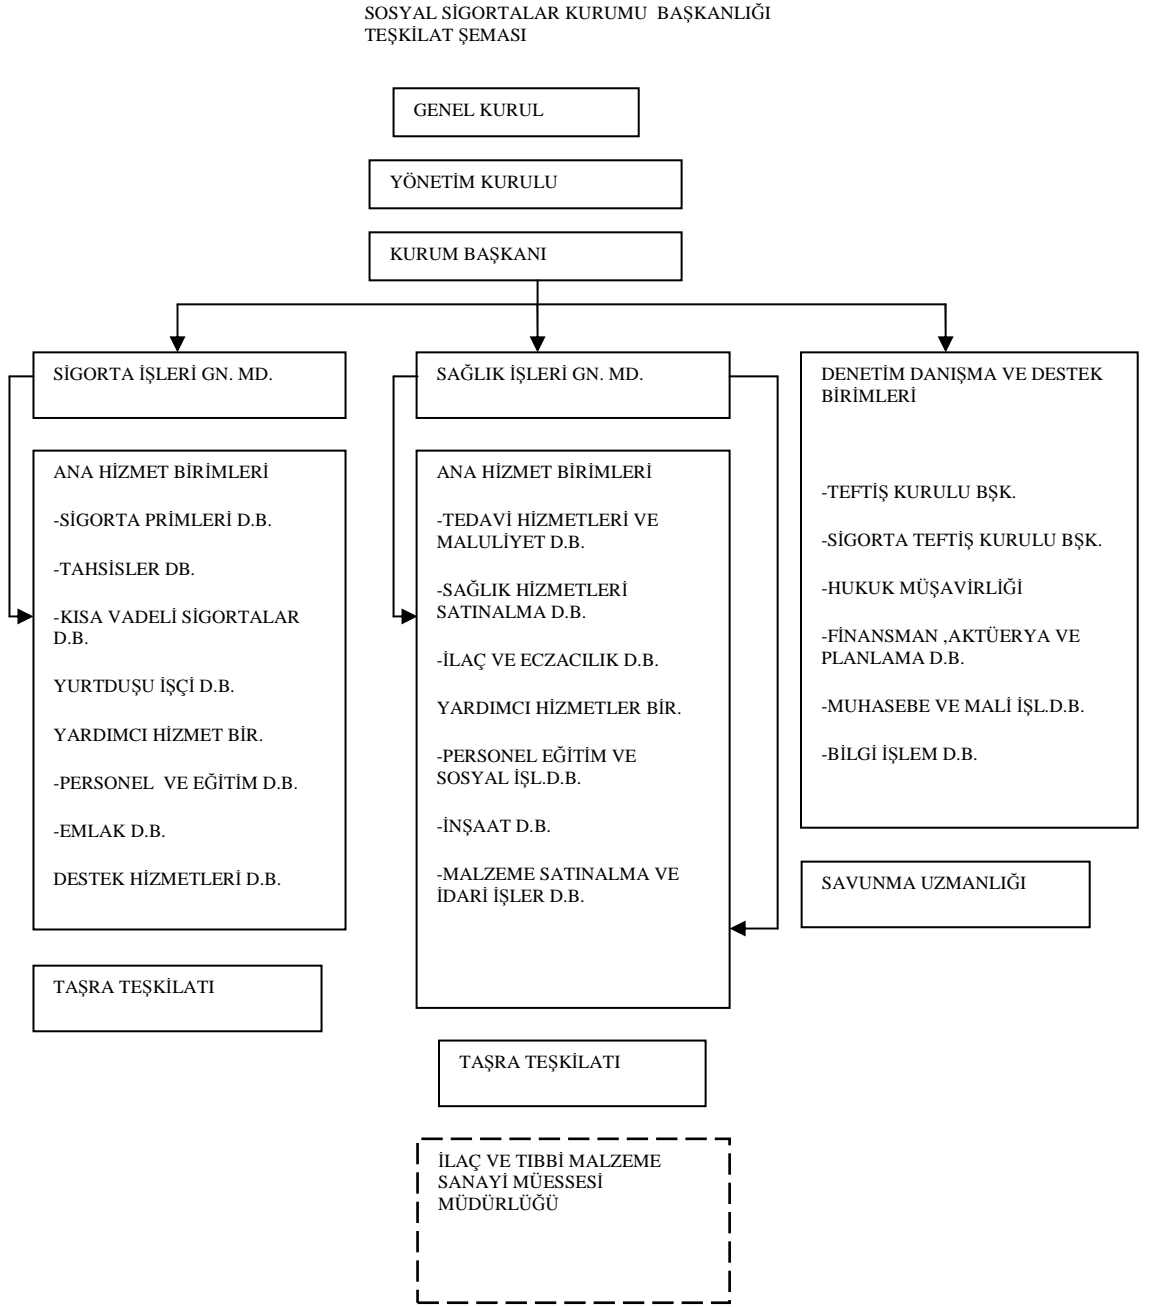 SOSYAL SİGORTALAR KURUMU  BAŞKANLIĞI
TEŞKİLAT ŞEMASI
GENEL KURUL
YÖNETİM KURULU
KURUM BAŞKANI
SİGORTA İŞLERİ GN. MD.
ANA HİZMET BİRİMLERİ
-SİGORTA PRİMLERİ D.B.
-TAHSİSLER DB.
-KISA VADELİ SİGORTALAR
D.B.
YURTDUŞU İŞÇİ D.B.
YARDIMCI HİZMET BİR.
-PERSONEL  VE EĞİTİM D.B.
-EMLAK D.B.
DESTEK HİZMETLERİ D.B.
TAŞRA TEŞKİLATI
SAĞLIK İŞLERİ GN. MD.
ANA HİZMET BİRİMLERİ
-TEDAVİ HİZMETLERİ VE
MALULİYET D.B.
-SAĞLIK HİZMETLERİ
SATINALMA D.B.
-İLAÇ VE ECZACILIK D.B.
YARDIMCI HİZMETLER BİR.
-PERSONEL EĞİTİM VE
SOSYAL İŞL.D.B.
-İNŞAAT D.B.
-MALZEME SATINALMA VE
İDARİ İŞLER D.B.
TAŞRA TEŞKİLATI
İLAÇ VE TIBBİ MALZEME
SANAYİ MÜESSESİ
MÜDÜRLÜĞÜ
DENETİM DANIŞMA VE DESTEK
BİRİMLERİ
-TEFTİŞ KURULU BŞK.
-SİGORTA TEFTİŞ KURULU BŞK.
-HUKUK MÜŞAVİRLİĞİ
-FİNANSMAN ,AKTÜERYA VE
PLANLAMA D.B.
-MUHASEBE VE MALİ İŞL.D.B.
-BİLGİ İŞLEM D.B.
SAVUNMA UZMANLIĞI